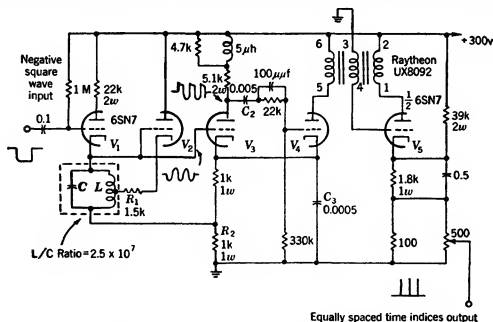 Negative
square
wave
input
0.1
1 M
22k
2w
6SN7
V₁
C L
L/C Ratio=2.5 x 10⁷
R₁
1.5k
V₂
4.7k
5μh
5.1k
2w
0.005
C₂
100μμf
22k
V₃
1k
1w
R₂
1k
1w
330k
V₄
C₃
0.0005
6 3 2
5 4 1
Raytheon
UX8092
+300v
½ 6SN7
V₅
39k
2w
1.8k
1w
0.5
100
500
Equally spaced time indices output